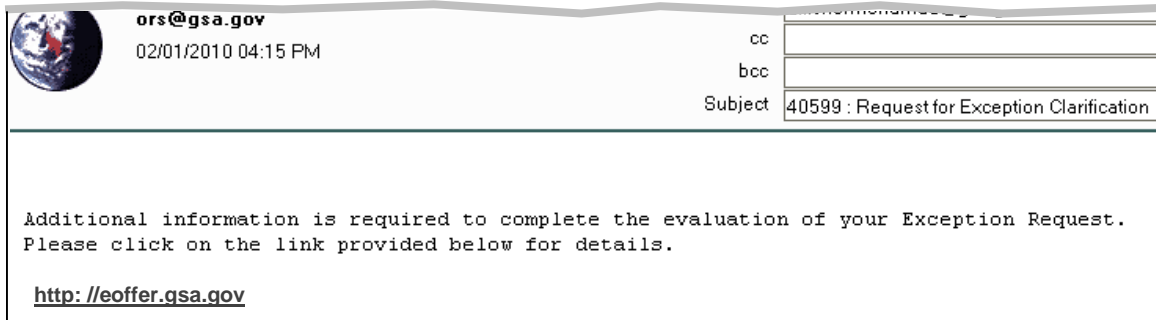 ors@gsa.gov
02/01/2010 04:15 PM
cc
bcc
Subject 40599 : Request for Exception Clarification
Additional information is required to complete the evaluation of your Exception Request.
Please click on the link provided below for details.
http: //eoffer.gsa.gov